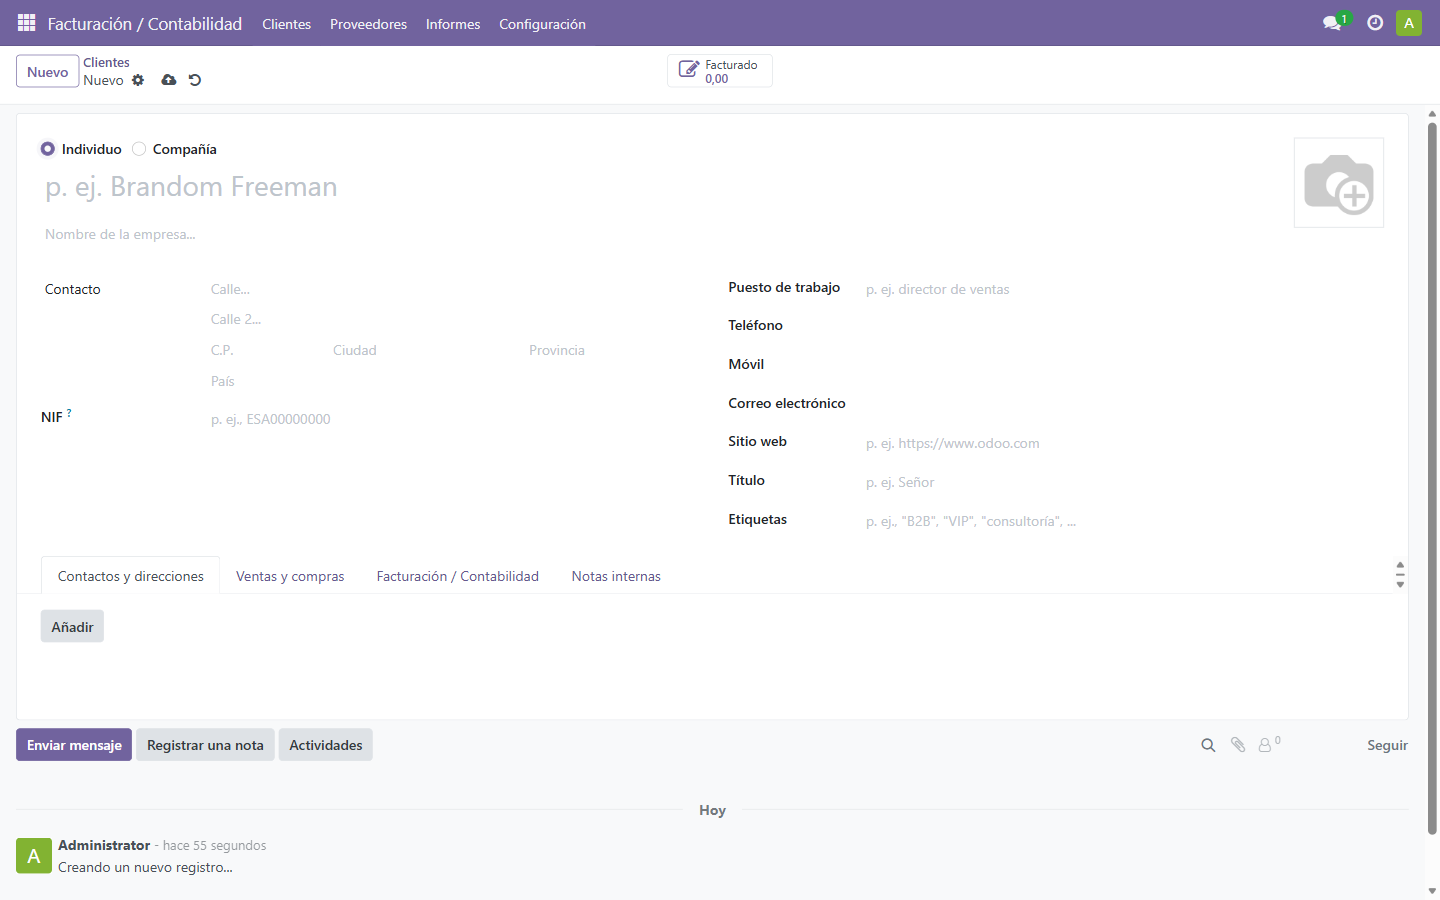 Facturación / Contabilidad Clientes Proveedores Informes Configuración 1 A
Nuevo Clientes Facturado
Nuevo 0,00
Individuo Compañía
p. ej. Brandom Freeman
Nombre de la empresa...
Contacto Calle... Puesto de trabajo p. ej. director de ventas
Calle 2... Teléfono
C.P. Ciudad Provincia Móvil
País Correo electrónico
NIF ? p. ej., ESA00000000 Sitio web p. ej. https://www.odoo.com
Título p. ej. Señor
Etiquetas p. ej., "B2B", "VIP", "consultoría", ...
Contactos y direcciones Ventas y compras Facturación / Contabilidad Notas internas
Añadir
Enviar mensaje Registrar una nota Actividades 0 Seguir
Hoy
A Administrator - hace 55 segundos
Creando un nuevo registro...